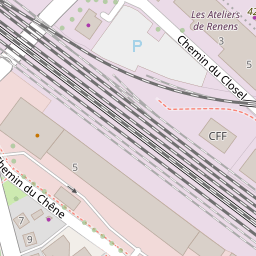 Les Ateliers
de Renens
42
3
P
Chemin du Closel
CFF
5
Chemin du Chêne
7
9